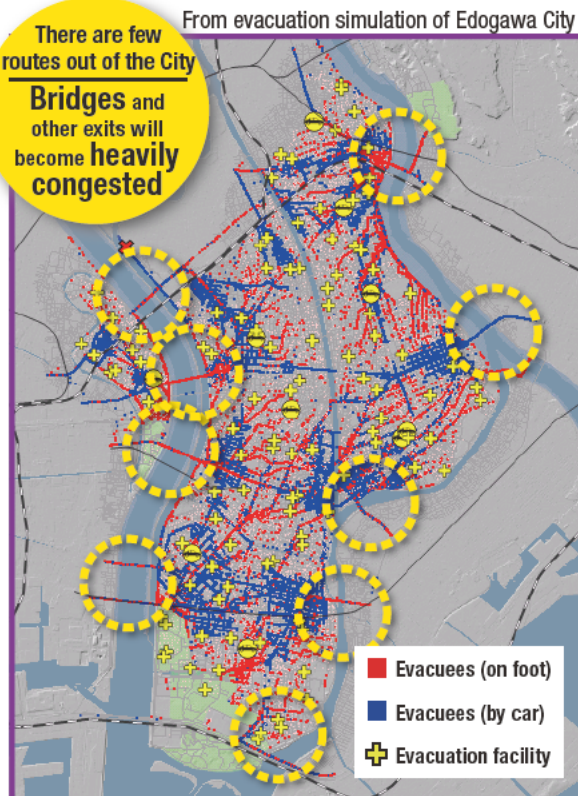 From evacuation simulation of Edogawa City
There are few
routes out of the City
Bridges and
other exits will
become heavily
congested
Evacuees (on foot)
Evacuees (by car)
Evacuation facility